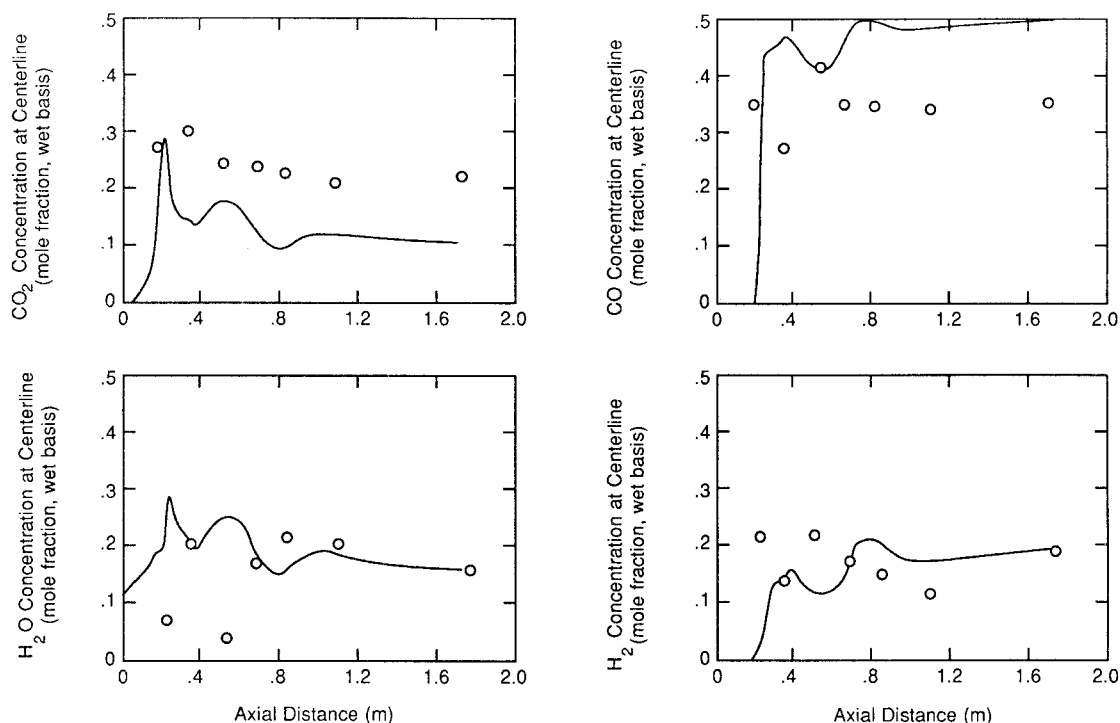 CO2 Concentration at Centerline
(mole fraction, wet basis)
.5
.4
.3
.2
0.1
0
0 .4 .8 1.2 1.6 2.0
CO Concentration at Centerline
(mole fraction, wet basis)
.5
.4
.3
.2
0.1
0
0 .4 .8 1.2 1.6 2.0
H2O Concentration at Centerline
(mole fraction, wet basis)
.5
.4
.3
.2
0.1
0
0 .4 .8 1.2 1.6 2.0
Axial Distance (m)
H2 Concentration at Centerline
(mole fraction, wet basis)
.5
.4
.3
.2
0.1
0
0 .4 .8 1.2 1.6 2.0
Axial Distance (m)